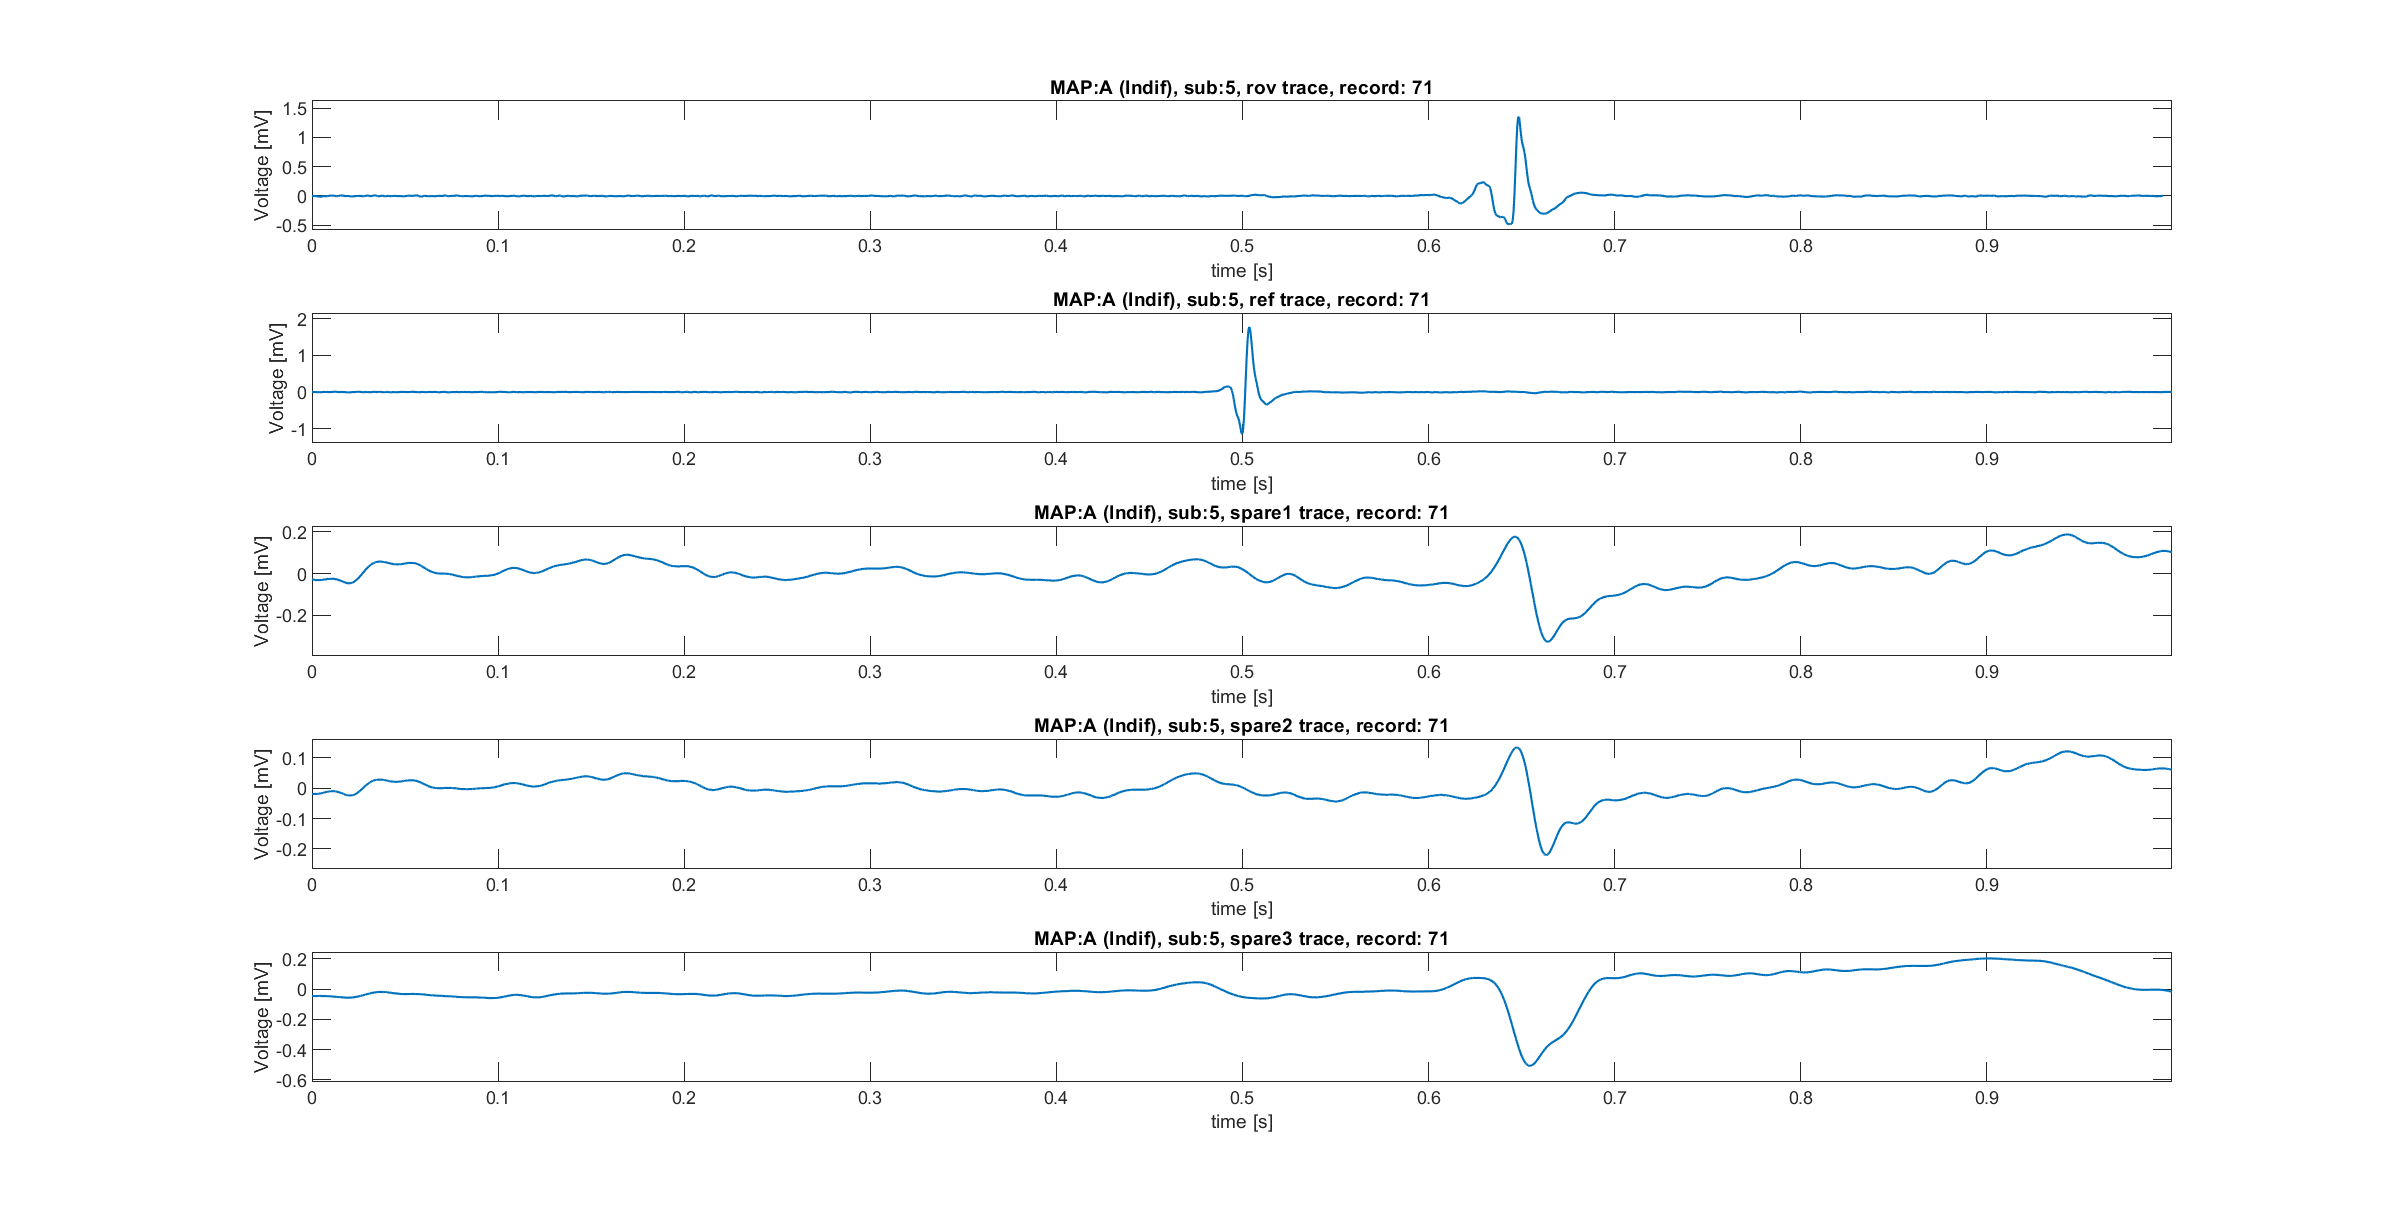 MAP:A (Indif), sub:5, rov trace, record: 71
Voltage [mV]
1.5
1
0.5
0
-0.5
0 0.1 0.2 0.3 0.4 0.5 0.6 0.7 0.8 0.9
time [s]
MAP:A (Indif), sub:5, ref trace, record: 71
Voltage [mV]
2
1
0
-1
0 0.1 0.2 0.3 0.4 0.5 0.6 0.7 0.8 0.9
time [s]
MAP:A (Indif), sub:5, spare1 trace, record: 71
Voltage [mV]
0.2
0
-0.2
0 0.1 0.2 0.3 0.4 0.5 0.6 0.7 0.8 0.9
time [s]
MAP:A (Indif), sub:5, spare2 trace, record: 71
Voltage [mV]
0.1
0
-0.1
-0.2
0 0.1 0.2 0.3 0.4 0.5 0.6 0.7 0.8 0.9
time [s]
MAP:A (Indif), sub:5, spare3 trace, record: 71
Voltage [mV]
0.2
0
-0.2
-0.4
-0.6
0 0.1 0.2 0.3 0.4 0.5 0.6 0.7 0.8 0.9
time [s]